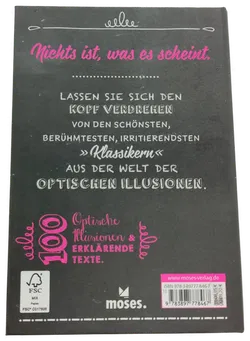 Nichts ist, was es scheint.
LASSEN SIE SICH DEN
KOPF VERDREHEN
VON DEN SCHÖNSTEN,
BERÜHMTESTEN, IRRITIERENDSTEN
»Klassikern«
AUS DER WELT DER
OPTISCHEN ILLUSIONEN.
100
Optische
Illusionen &
ERKLÄRENDE
TEXTE.
FSC
moses.
www.moses-verlag.de